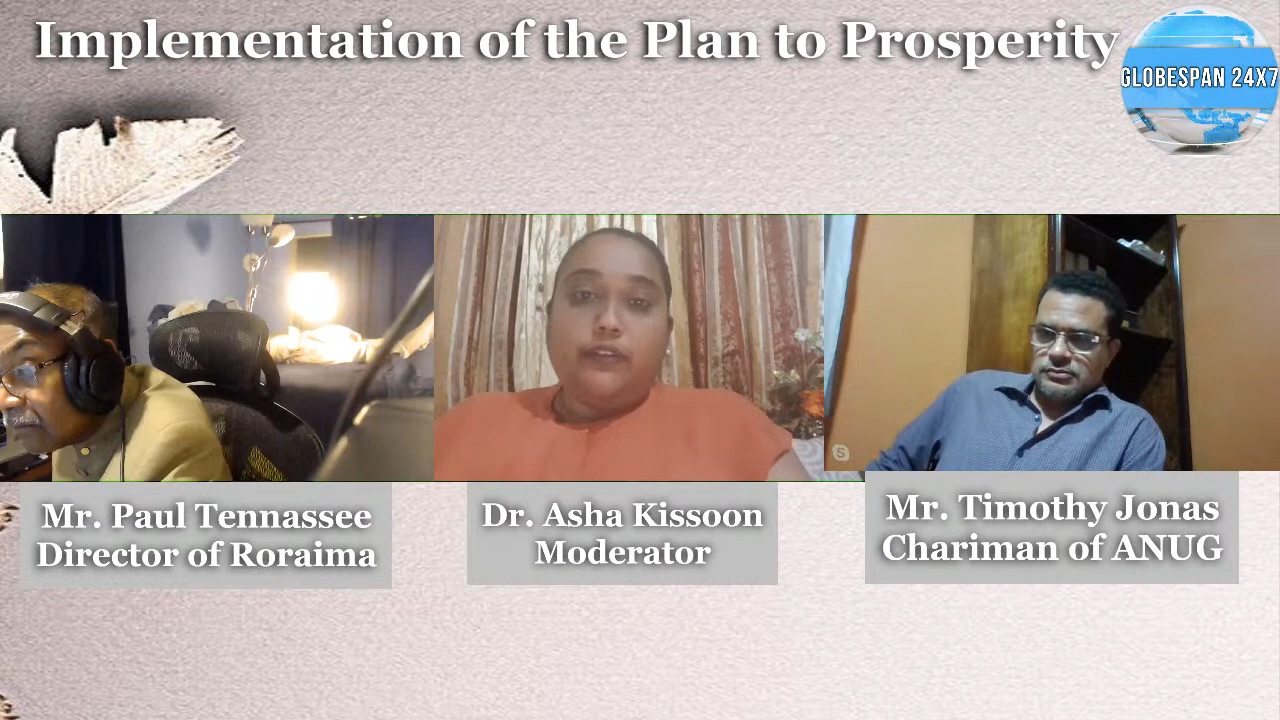 Implementation of the Plan to Prosperity
GLOBESPAN 24X7
Mr. Paul Tennassee
Director of Roraima
Dr. Asha Kissoon
Moderator
Mr. Timothy Jonas
Chariman of ANUG